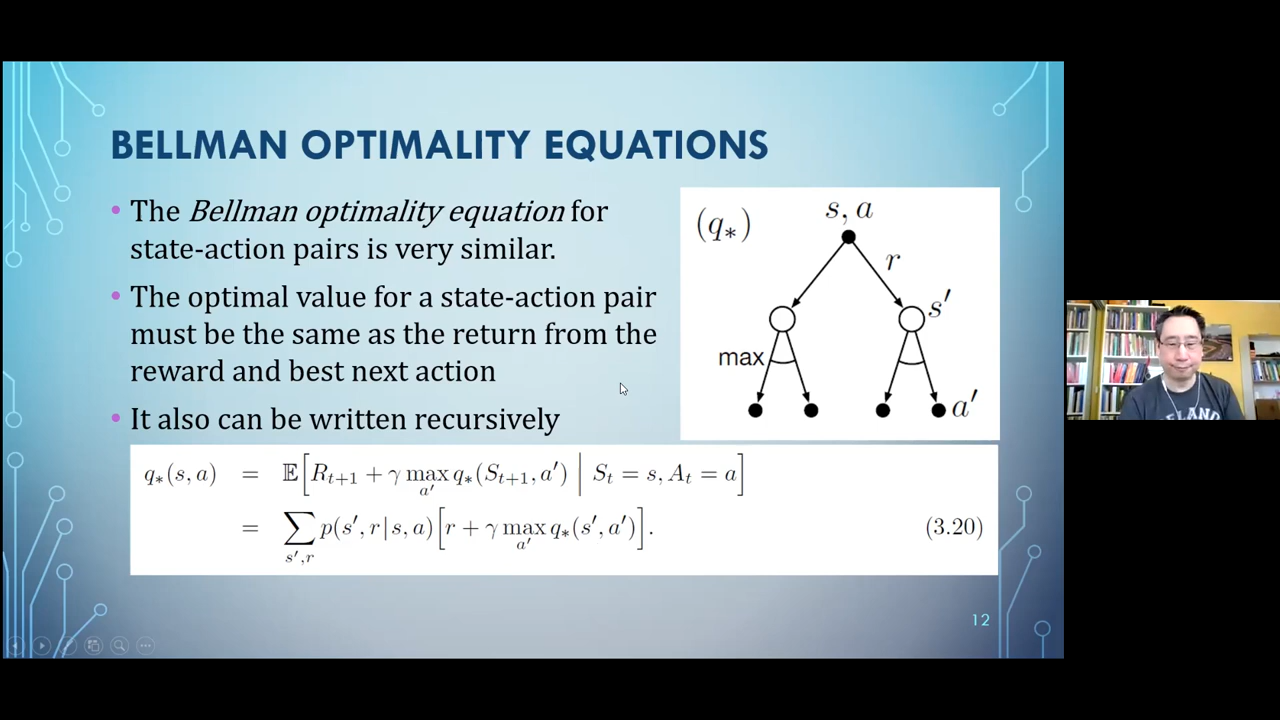 BELLMAN OPTIMALITY EQUATIONS
• The Bellman optimality equation for
state-action pairs is very similar.
• The optimal value for a state-action pair
must be the same as the return from the
reward and best next action
• It also can be written recursively
(q∗)
s, a
r
s′
max
a′
q∗(s, a) = 𝔼[R_{t+1} + γ max_{a′} q∗(S_{t+1}, a′) | S_t = s, A_t = a]
= ∑_{s′,r} p(s′, r | s, a)[r + γ max_{a′} q∗(s′, a′)]. (3.20)
12